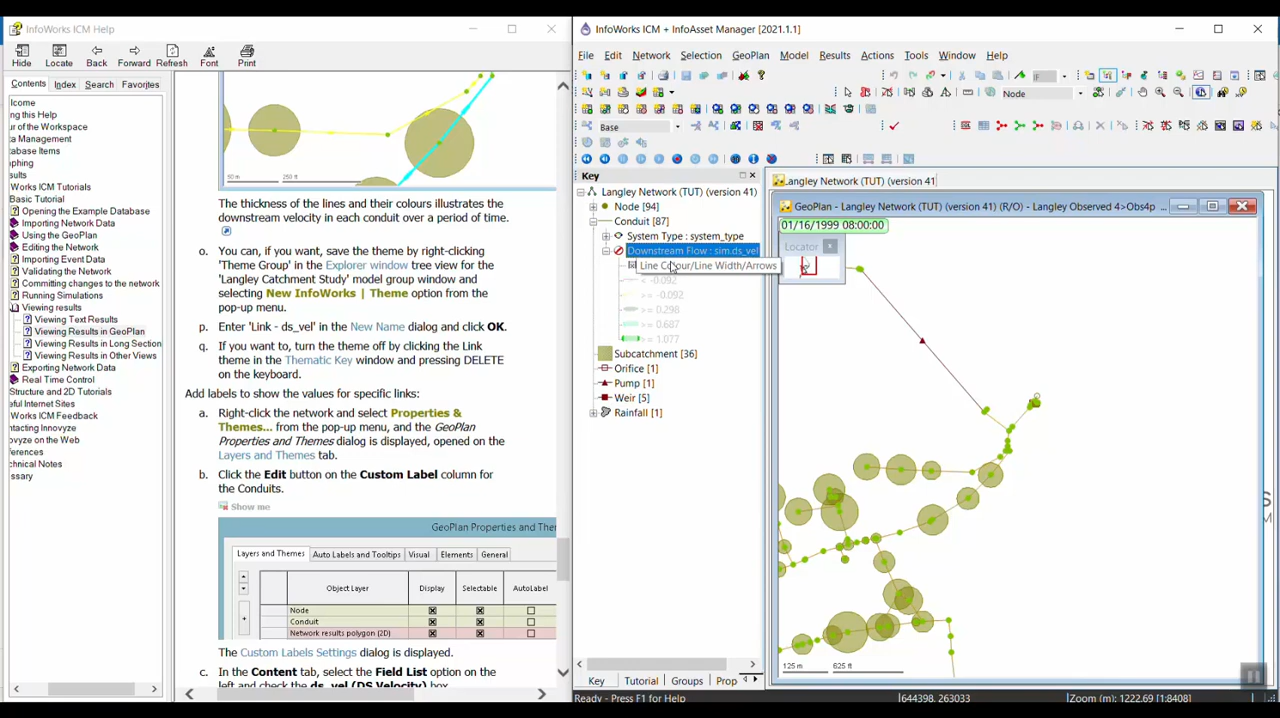 InfoWorks ICM Help
Hide
Locate
Back
Forward
Refresh
Font
Print
Contents
Index
Search
Favorites
lcome
ing this Help
ur of the Workspace
ta Management
tabase Items
phing
sults
Works ICM Tutorials
Basic Tutorial
Opening the Example Database
Importing Network Data
Using the GeoPlan
Editing the Network
Importing Event Data
Validating a Network
Committing changes to the network
Running Simulations
Viewing results
Viewing Text Results
Viewing Results in GeoPlan
Viewing Results in Long Section
Viewing Results in Other Views
Exporting Network Data
Real Time Control
Structure and 2D Tutorials
eful Internet Sites
Works ICM Feedback
ntacting Innovyze
ovyze on the Web
ferences
chnical Notes
ssary
50 m
250 ft
The thickness of the lines and their colours illustrates the
downstream velocity in each conduit over a period of time.
o. You can, if you want, save the theme by right-clicking
'Theme Group' in the Explorer window tree view for the
'Langley Catchment Study' model group window and
selecting New InfoWorks | Theme option from the
pop-up menu.
p. Enter 'Link - ds_vel' in the New Name dialog and click OK.
q. If you want to, turn the theme off by clicking the Link
theme in the Thematic Key window and pressing DELETE
on the keyboard.
Add labels to show the values for specific links:
a. Right-click the network and select Properties &
Themes... from the pop-up menu, and the GeoPlan
Properties and Themes dialog is displayed, opened on the
Layers and Themes tab.
b. Click the Edit button on the Custom Label column for
the Conduits.
Show me
GeoPlan Properties and Then
Layers and Themes
Auto Labels and Tooltips
Visual
Elements
General
Object Layer
Display
Selectable
AutoLabel
Node
Conduit
Network results polygon (2D)
The Custom Labels Settings dialog is displayed.
c. In the Content tab, select the Field List option on the
left and check the ds_vel (DS Velocity) box
InfoWorks ICM + InfoAsset Manager [2021.1.1]
File Edit Network Selection GeoPlan Model Results Actions Tools Window Help
Node
Base
Key
Langley Network (TUT) (version 41)
Node [94]
Conduit [87]
System Type : system_type
Downstream Flow : sim.ds_vel
Line Colour/Line Width/Arrows
< -0.092
>= -0.092
>= 0.298
>= 0.687
>= 1.077
Subcatchment [36]
Orifice [1]
Pump [1]
Weir [5]
Rainfall [1]
Key
Tutorial
Groups
Prop
Langley Network (TUT) (version 41
GeoPlan - Langley Network (TUT) (version 41) (R/O) - Langley Observed 4>Obs4p
01/16/1999 08:00:00
Locator
125 m
625 ft
S
Ready - Press F1 for Help
644398, 263033
Zoom (m): 1222.69 [1:8408]